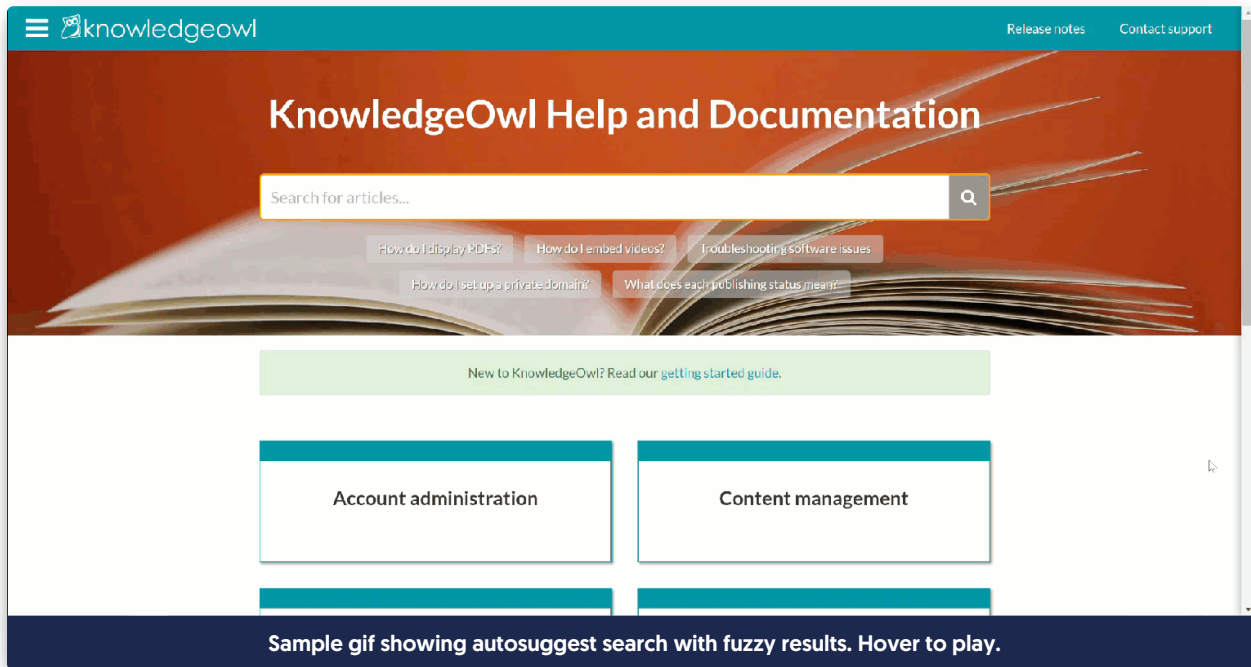 knowledgeowl
Release notes Contact support
KnowledgeOwl Help and Documentation
Search for articles...
How do I display PDFs? How do I embed videos? Troubleshooting software issues
How do I set up a private domain? What does each publishing status mean?
New to KnowledgeOwl? Read our getting started guide.
Account administration Content management
Sample gif showing autosuggest search with fuzzy results. Hover to play.